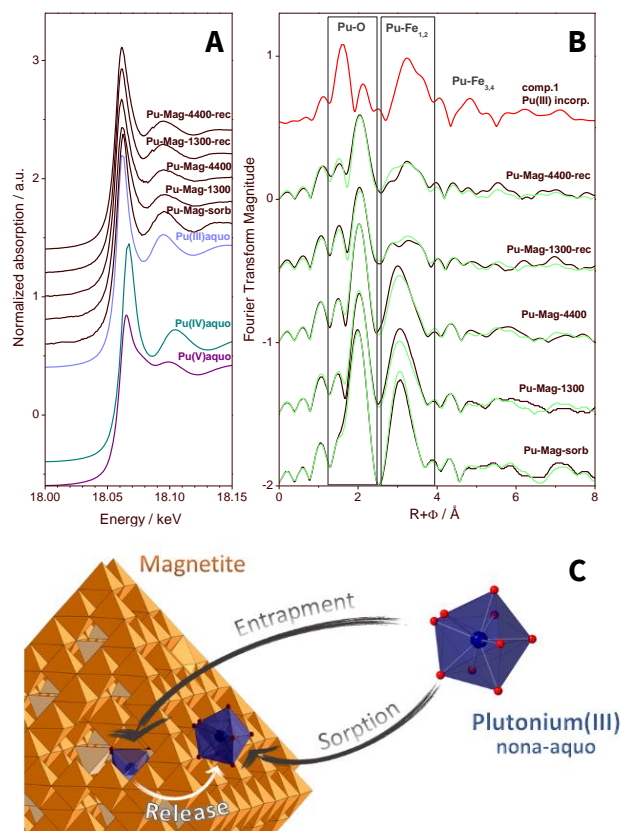 A
Normalized absorption / a.u.
3
2
1
0
18.00
18.05
18.10
18.15
Energy / keV
Pu-Mag-4400-rec
Pu-Mag-1300-rec
Pu-Mag-4400
Pu-Mag-1300
Pu-Mag-sorb
Pu(III)aquo
Pu(IV)aquo
Pu(V)aquo
B
Fourier Transform Magnitude
Pu-O
Pu-Fe1,2
Pu-Fe3,4
comp.1
Pu(III) incorp.
Pu-Mag-4400-rec
Pu-Mag-1300-rec
Pu-Mag-4400
Pu-Mag-1300
Pu-Mag-sorb
0
-1
-2
0
2
4
6
8
R+Φ / Å
C
Magnetite
Entrapment
Sorption
Release
Plutonium(III)
nona-aquo